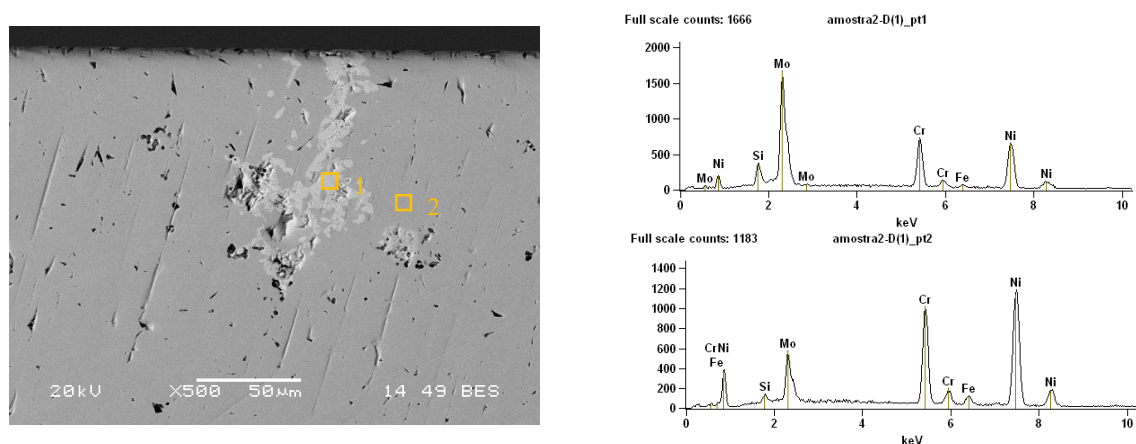 1
2
20kV X500 50μm 14 49 BES
Full scale counts: 1666 amostra2-D(1)_pt1
2000
1500
1000
500
0
Mo
Ni
Si
Mo
Mo
Cr
Cr
Fe
Ni
Ni
0 2 4 6 8 10
keV
Full scale counts: 1183 amostra2-D(1)_pt2
1400
1200
1000
800
600
400
200
0
CrNi
Fe
Si
Mo
Cr
Cr
Fe
Ni
Ni
0 2 4 6 8 10
keV